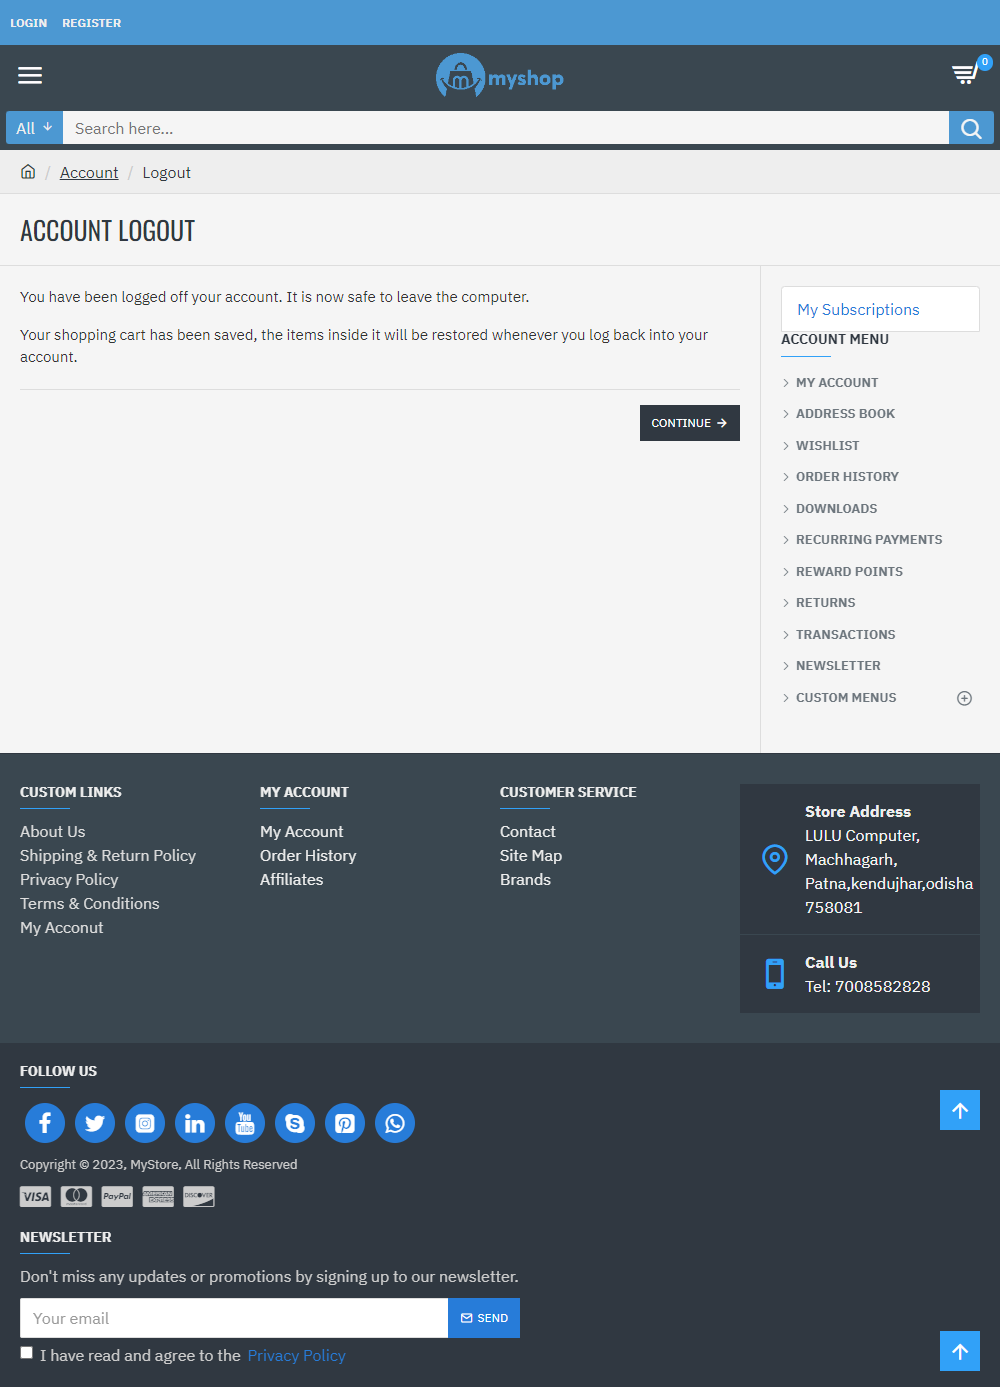 LOGIN REGISTER
myshop
0
All
Search here...
/ Account / Logout
ACCOUNT LOGOUT
You have been logged off your account. It is now safe to leave the computer.
Your shopping cart has been saved, the items inside it will be restored whenever you log back into your
account.
CONTINUE
My Subscriptions
ACCOUNT MENU
MY ACCOUNT
ADDRESS BOOK
WISHLIST
ORDER HISTORY
DOWNLOADS
RECURRING PAYMENTS
REWARD POINTS
RETURNS
TRANSACTIONS
NEWSLETTER
CUSTOM MENUS
CUSTOM LINKS
About Us
Shipping & Return Policy
Privacy Policy
Terms & Conditions
My Acconut
MY ACCOUNT
My Account
Order History
Affiliates
CUSTOMER SERVICE
Contact
Site Map
Brands
Store Address
LULU Computer,
Machhagarh,
Patna,kendujhar,odisha
758081
Call Us
Tel: 7008582828
FOLLOW US
You
Tube
Copyright © 2023, MyStore, All Rights Reserved
VISA
PayPal
AMERICAN
EXPRESS
DISCOVER
NEWSLETTER
Don't miss any updates or promotions by signing up to our newsletter.
Your email
SEND
I have read and agree to the Privacy Policy